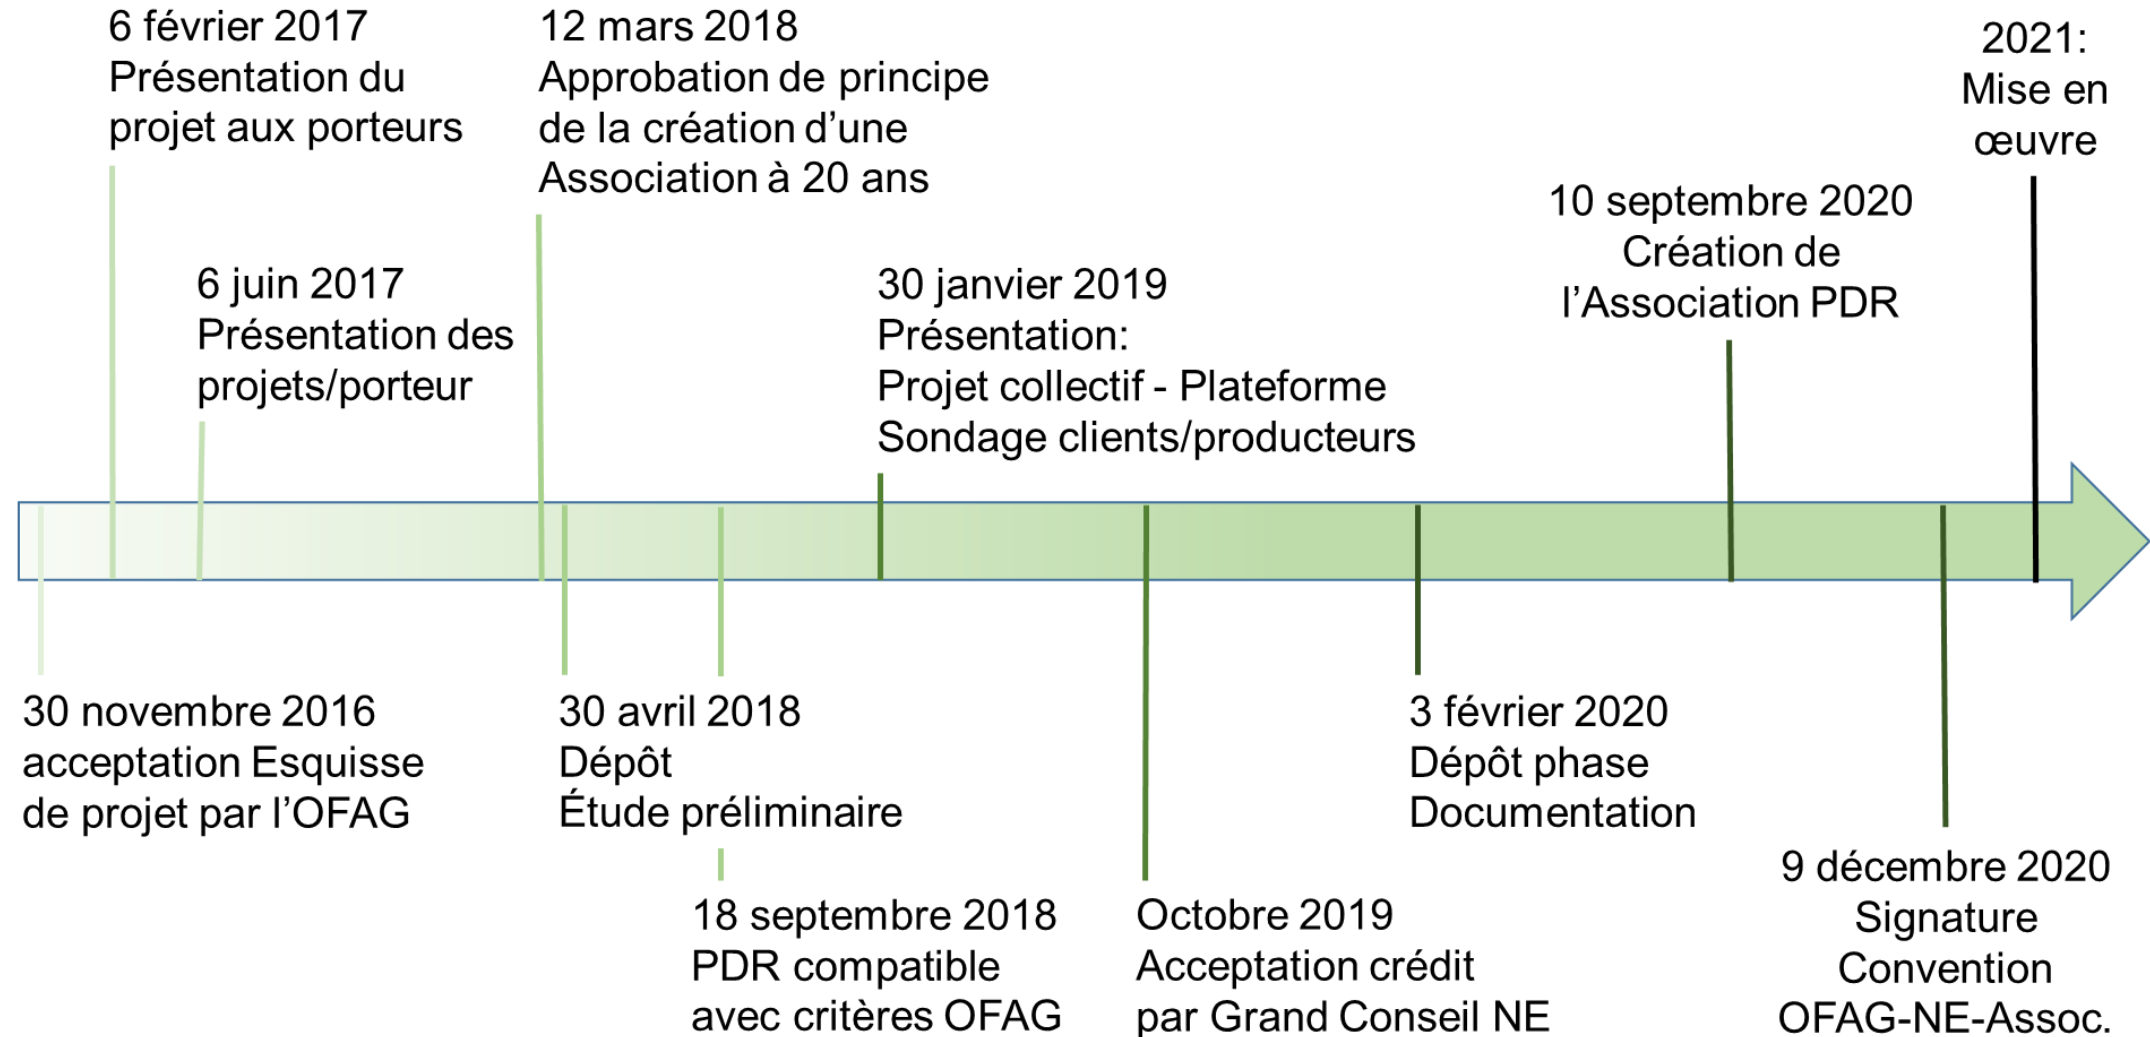 6 février 2017
Présentation du
projet aux porteurs
12 mars 2018
Approbation de principe
de la création d’une
Association à 20 ans
2021:
Mise en
œuvre
10 septembre 2020
Création de
l’Association PDR
6 juin 2017
Présentation des
projets/porteur
30 janvier 2019
Présentation:
Projet collectif - Plateforme
Sondage clients/producteurs
30 novembre 2016
acceptation Esquisse
de projet par l’OFAG
30 avril 2018
Dépôt
Étude préliminaire
3 février 2020
Dépôt phase
Documentation
18 septembre 2018
PDR compatible
avec critères OFAG
Octobre 2019
Acceptation crédit
par Grand Conseil NE
9 décembre 2020
Signature
Convention
OFAG-NE-Assoc.